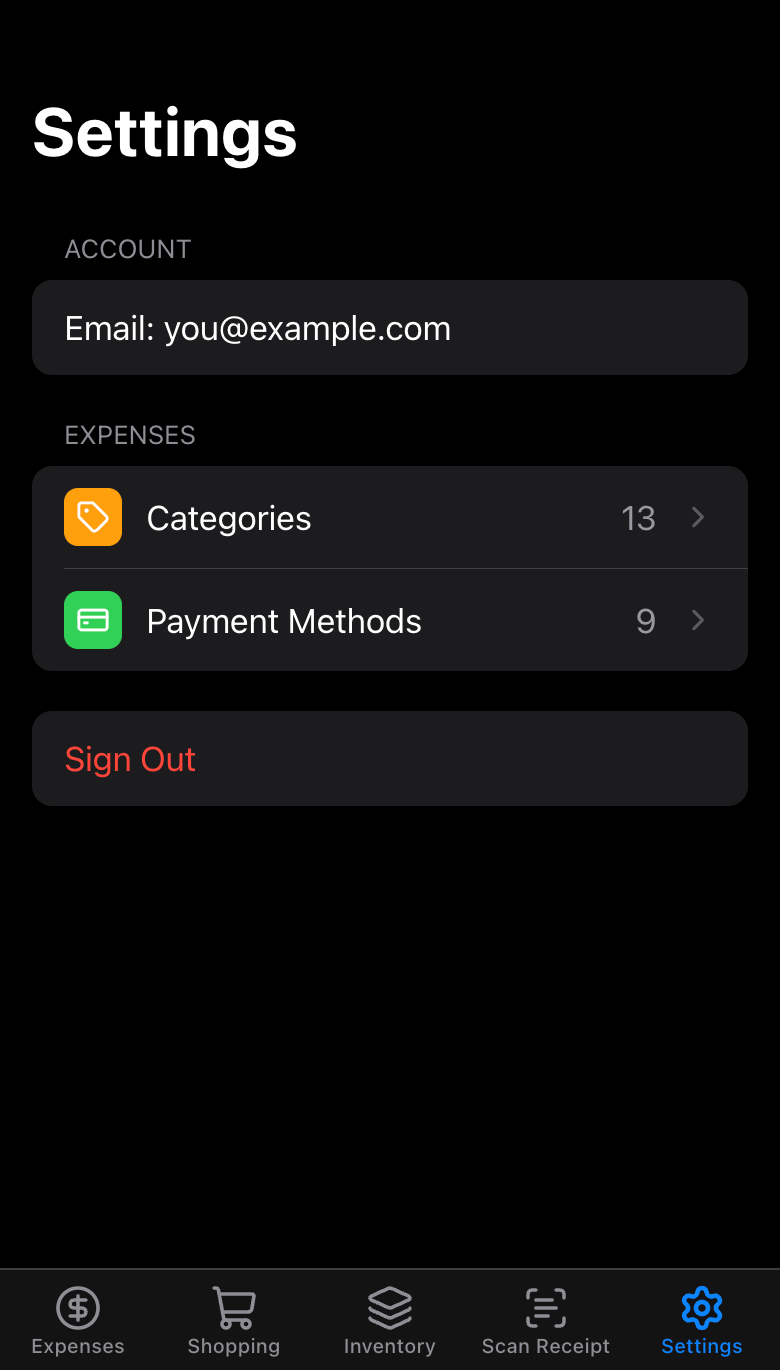 Settings
ACCOUNT
Email: you@example.com
EXPENSES
Categories 13
Payment Methods 9
Sign Out
Expenses Shopping Inventory Scan Receipt Settings